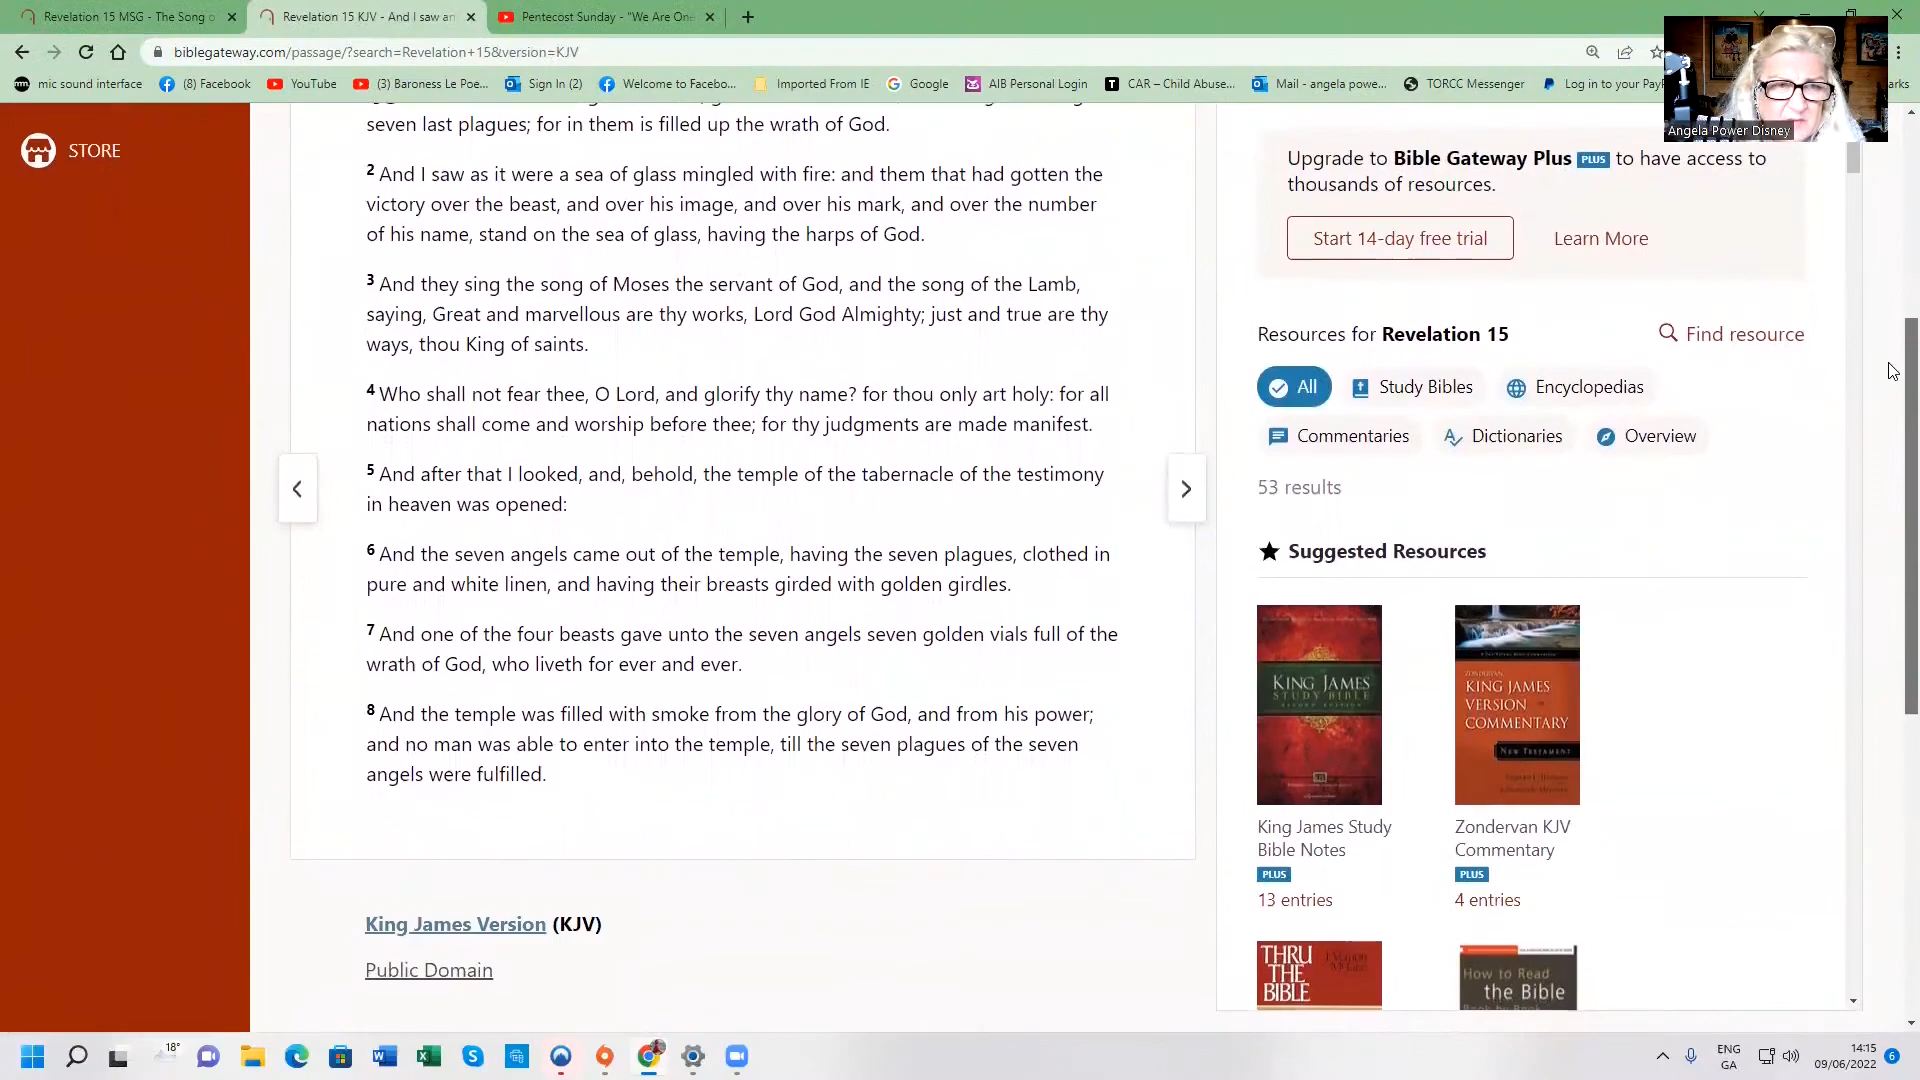 Revelation 15 MSG - The Song o
Revelation 15 KJV - And I saw an
Pentecost Sunday - "We Are One
biblegateway.com/passage/?search=Revelation+15&version=KJV
mic sound interface
(8) Facebook
YouTube
(3) Baroness Le Poe...
Sign In (2)
Welcome to Facebo...
Imported From IE
Google
AIB Personal Login
CAR – Child Abuse...
Mail - angela powe...
TORCC Messenger
Log in to your PayP
arks
Angela Power Disney
STORE
seven last plagues; for in them is filled up the wrath of God.
2 And I saw as it were a sea of glass mingled with fire: and them that had gotten the
victory over the beast, and over his image, and over his mark, and over the number
of his name, stand on the sea of glass, having the harps of God.
3 And they sing the song of Moses the servant of God, and the song of the Lamb,
saying, Great and marvellous are thy works, Lord God Almighty; just and true are thy
ways, thou King of saints.
4 Who shall not fear thee, O Lord, and glorify thy name? for thou only art holy: for all
nations shall come and worship before thee; for thy judgments are made manifest.
5 And after that I looked, and, behold, the temple of the tabernacle of the testimony
in heaven was opened:
6 And the seven angels came out of the temple, having the seven plagues, clothed in
pure and white linen, and having their breasts girded with golden girdles.
7 And one of the four beasts gave unto the seven angels seven golden vials full of the
wrath of God, who liveth for ever and ever.
8 And the temple was filled with smoke from the glory of God, and from his power;
and no man was able to enter into the temple, till the seven plagues of the seven
angels were fulfilled.
King James Version (KJV)
Public Domain
Upgrade to Bible Gateway Plus PLUS to have access to
thousands of resources.
Start 14-day free trial
Learn More
Resources for Revelation 15
Find resource
All
Study Bibles
Encyclopedias
Commentaries
Dictionaries
Overview
53 results
Suggested Resources
KING JAMES
STUDY BIBLE
SECOND EDITION
ZONDERVAN
KING JAMES
VERSION
COMMENTARY
NEW TESTAMENT
King James Study
Bible Notes
PLUS
13 entries
Zondervan KJV
Commentary
PLUS
4 entries
THRU
THE
BIBLE
How to Read
the Bible
18°
ENG
GA
14:15
09/06/2022
6